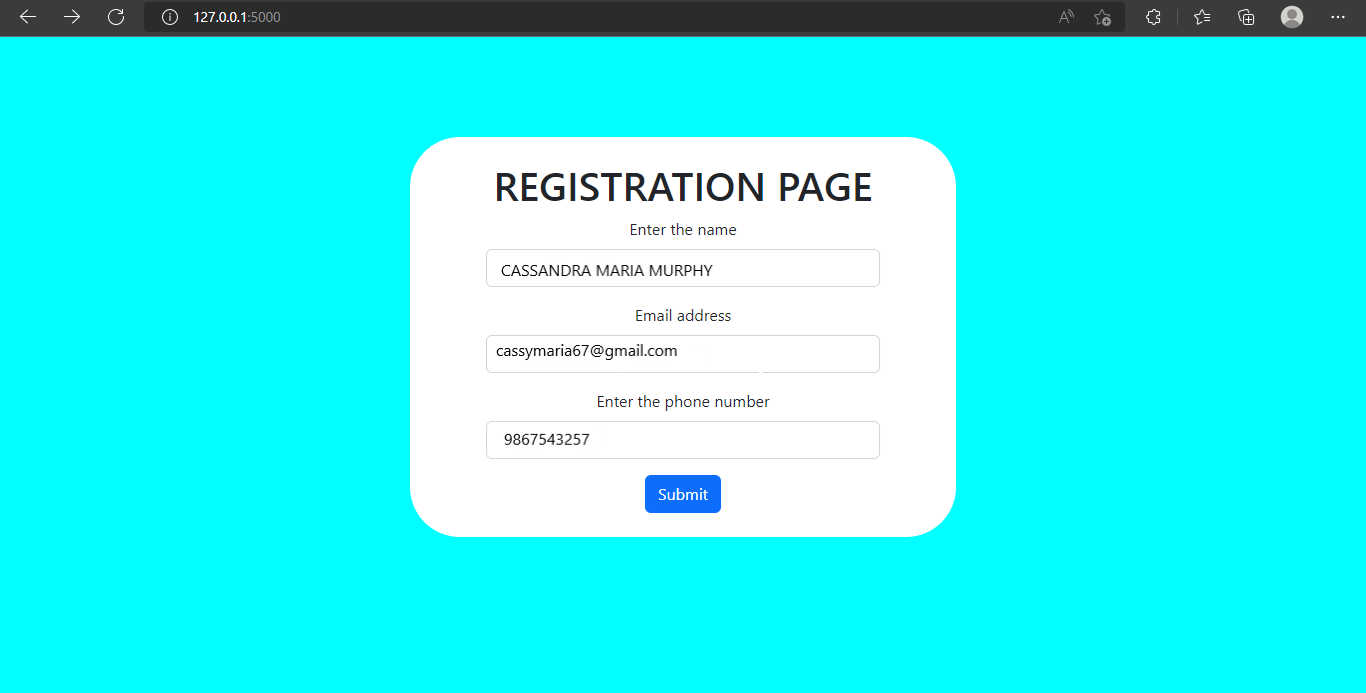 127.0.0.1:5000
REGISTRATION PAGE
Enter the name
CASSANDRA MARIA MURPHY
Email address
cassymaria67@gmail.com
Enter the phone number
9867543257
Submit